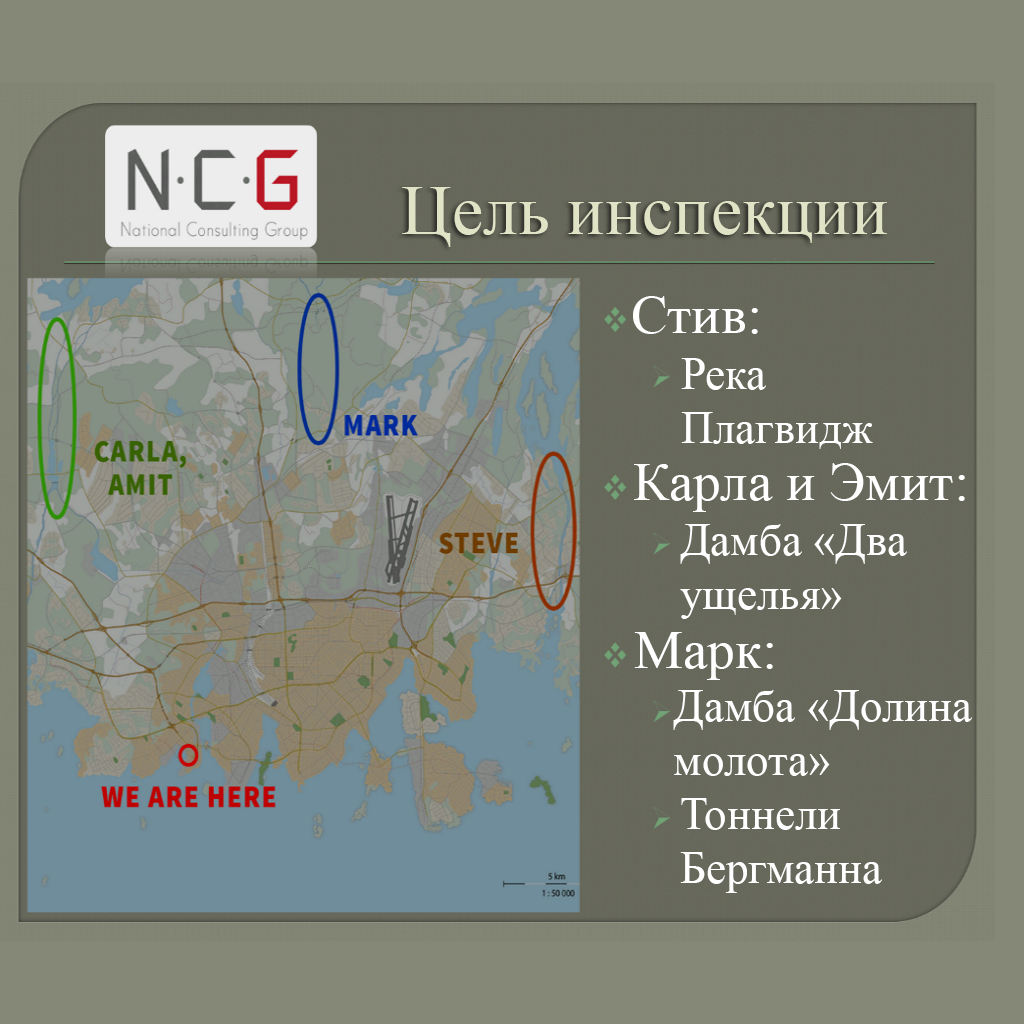 N·C·G
National Consulting Group
Цель инспекции
MARK
CARLA,
AMIT
STEVE
WE ARE HERE
5 km
1 : 50 000
Стив:
Река
Плагвидж
Карла и Эмит:
Дамба «Два
ущелья»
Марк:
Дамба «Долина
молота»
Тоннели
Бергманна